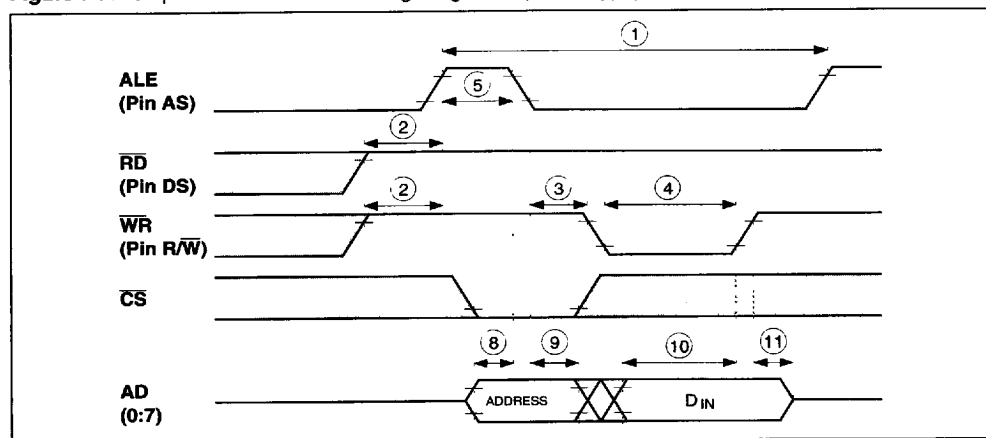 1
ALE
(Pin AS)
5
2
RD
(Pin DS)
2
3
4
WR
(Pin R/W)
CS
8
9
10
11
AD
(0:7)
ADDRESS
D IN